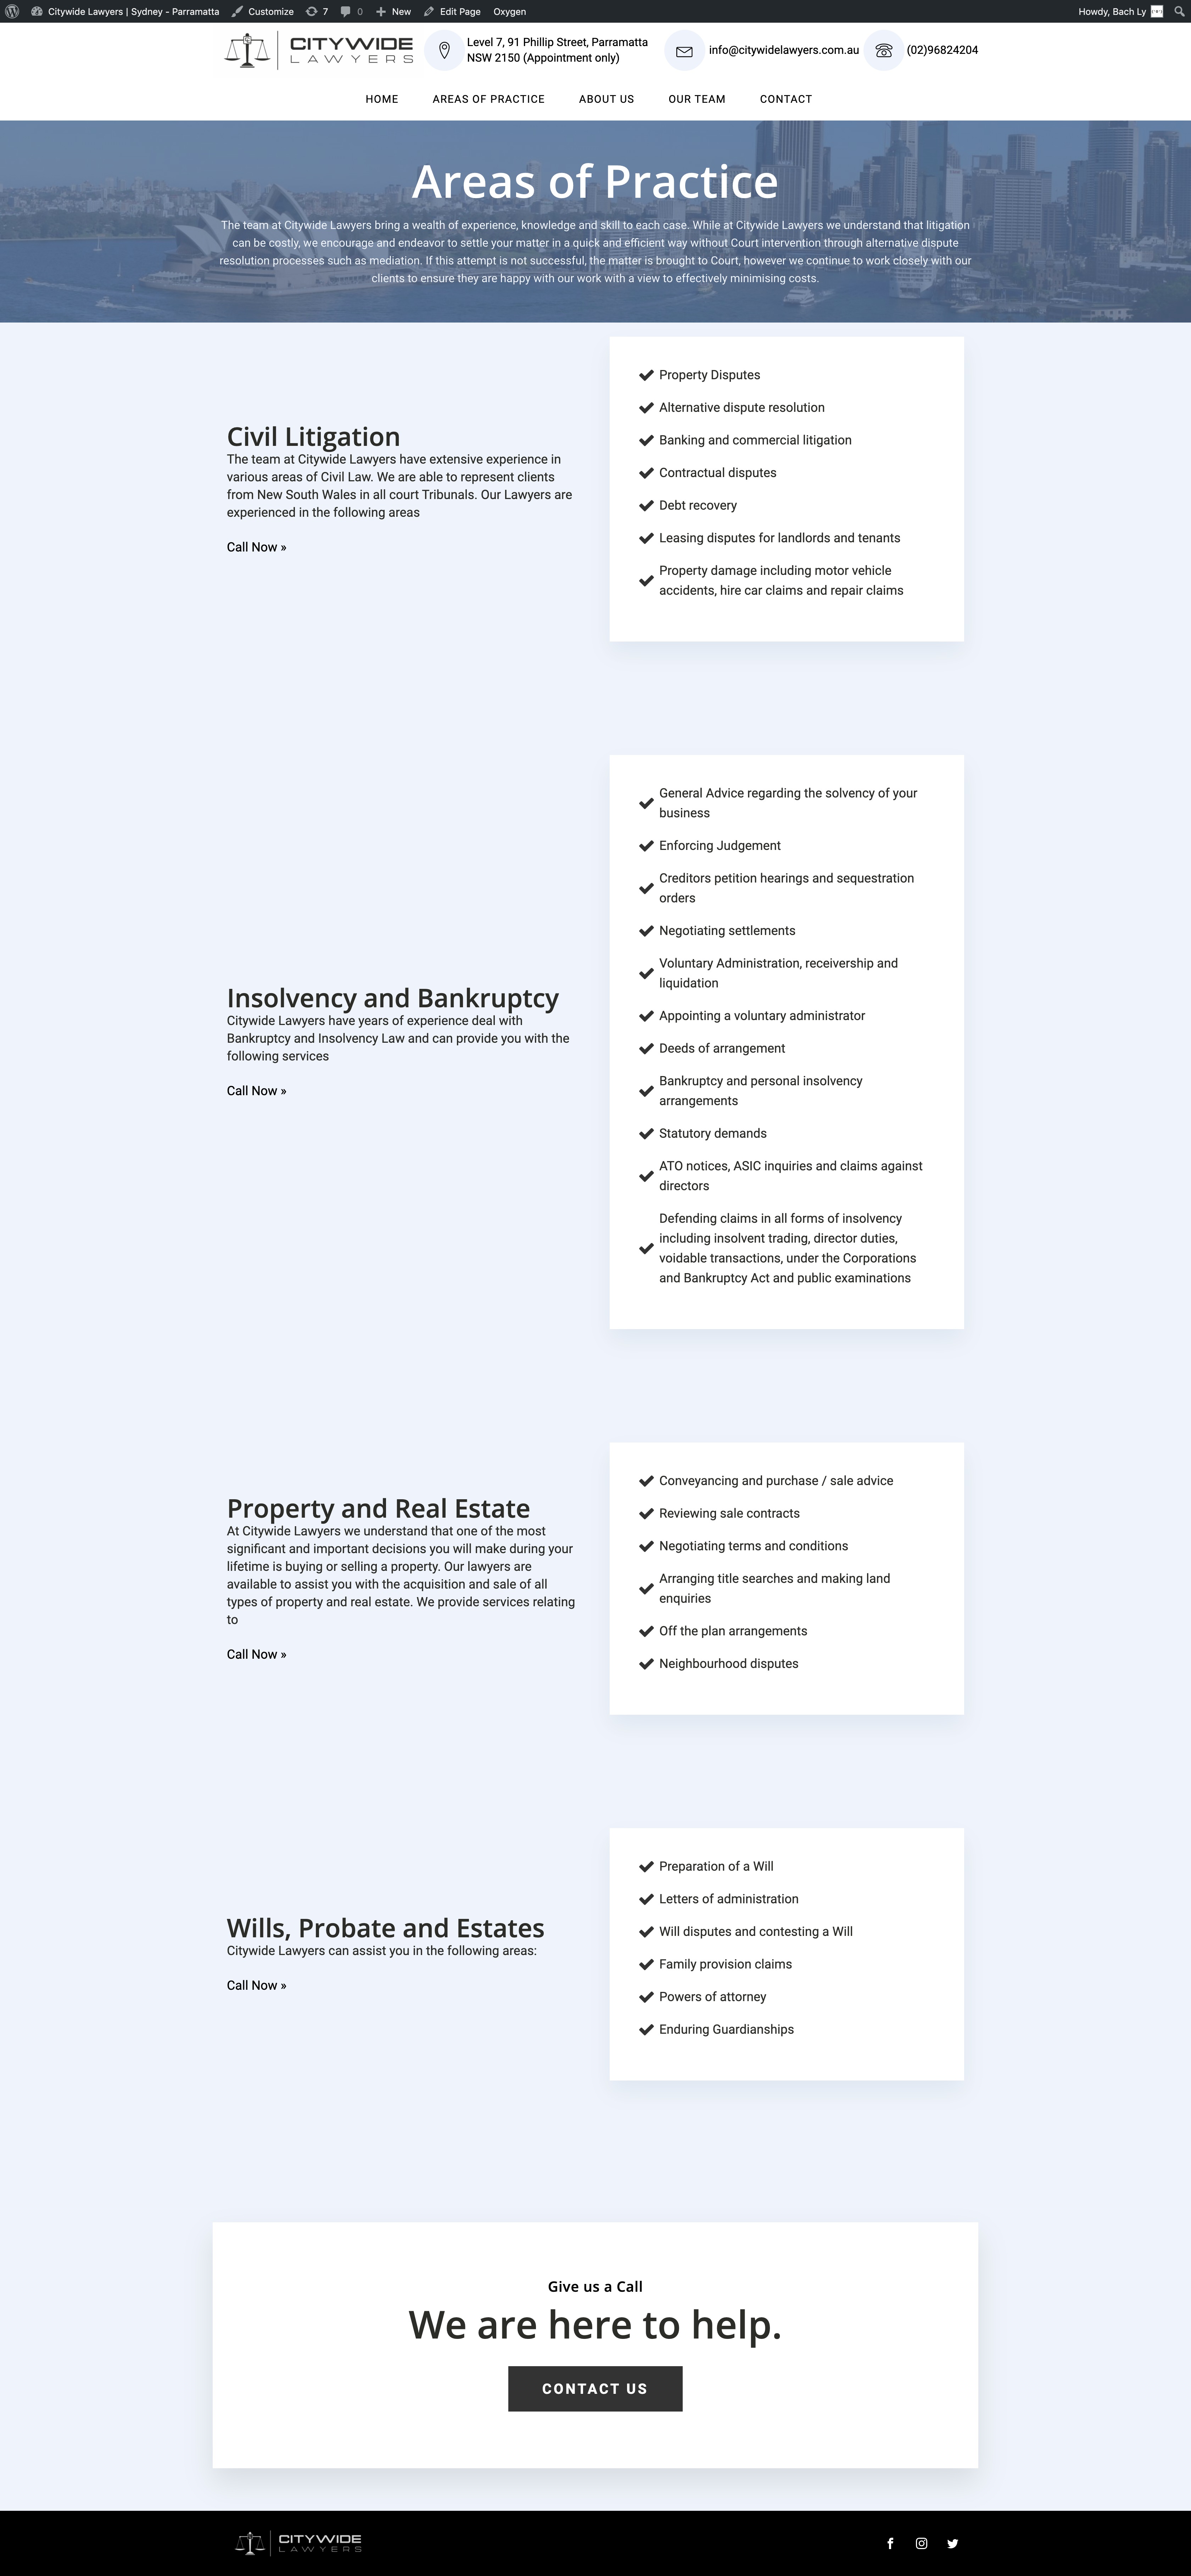 Citywide Lawyers | Sydney - Parramatta Customize 7 0 New Edit Page Oxygen Howdy, Bach Ly
CITYWIDE
LAWYERS
Level 7, 91 Phillip Street, Parramatta
NSW 2150 (Appointment only)
info@citywidelawyers.com.au
(02)96824204
HOME AREAS OF PRACTICE ABOUT US OUR TEAM CONTACT
Areas of Practice
The team at Citywide Lawyers bring a wealth of experience, knowledge and skill to each case. While at Citywide Lawyers we understand that litigation
can be costly, we encourage and endeavor to settle your matter in a quick and efficient way without Court intervention through alternative dispute
resolution processes such as mediation. If this attempt is not successful, the matter is brought to Court, however we continue to work closely with our
clients to ensure they are happy with our work with a view to effectively minimising costs.
Civil Litigation
The team at Citywide Lawyers have extensive experience in
various areas of Civil Law. We are able to represent clients
from New South Wales in all court Tribunals. Our Lawyers are
experienced in the following areas
Call Now »
Property Disputes
Alternative dispute resolution
Banking and commercial litigation
Contractual disputes
Debt recovery
Leasing disputes for landlords and tenants
Property damage including motor vehicle
accidents, hire car claims and repair claims
Insolvency and Bankruptcy
Citywide Lawyers have years of experience deal with
Bankruptcy and Insolvency Law and can provide you with the
following services
Call Now »
General Advice regarding the solvency of your
business
Enforcing Judgement
Creditors petition hearings and sequestration
orders
Negotiating settlements
Voluntary Administration, receivership and
liquidation
Appointing a voluntary administrator
Deeds of arrangement
Bankruptcy and personal insolvency
arrangements
Statutory demands
ATO notices, ASIC inquiries and claims against
directors
Defending claims in all forms of insolvency
including insolvent trading, director duties,
voidable transactions, under the Corporations
and Bankruptcy Act and public examinations
Property and Real Estate
At Citywide Lawyers we understand that one of the most
significant and important decisions you will make during your
lifetime is buying or selling a property. Our lawyers are
available to assist you with the acquisition and sale of all
types of property and real estate. We provide services relating
to
Call Now »
Conveyancing and purchase / sale advice
Reviewing sale contracts
Negotiating terms and conditions
Arranging title searches and making land
enquiries
Off the plan arrangements
Neighbourhood disputes
Wills, Probate and Estates
Citywide Lawyers can assist you in the following areas:
Call Now »
Preparation of a Will
Letters of administration
Will disputes and contesting a Will
Family provision claims
Powers of attorney
Enduring Guardianships
Give us a Call
We are here to help.
CONTACT US
CITYWIDE
LAWYERS